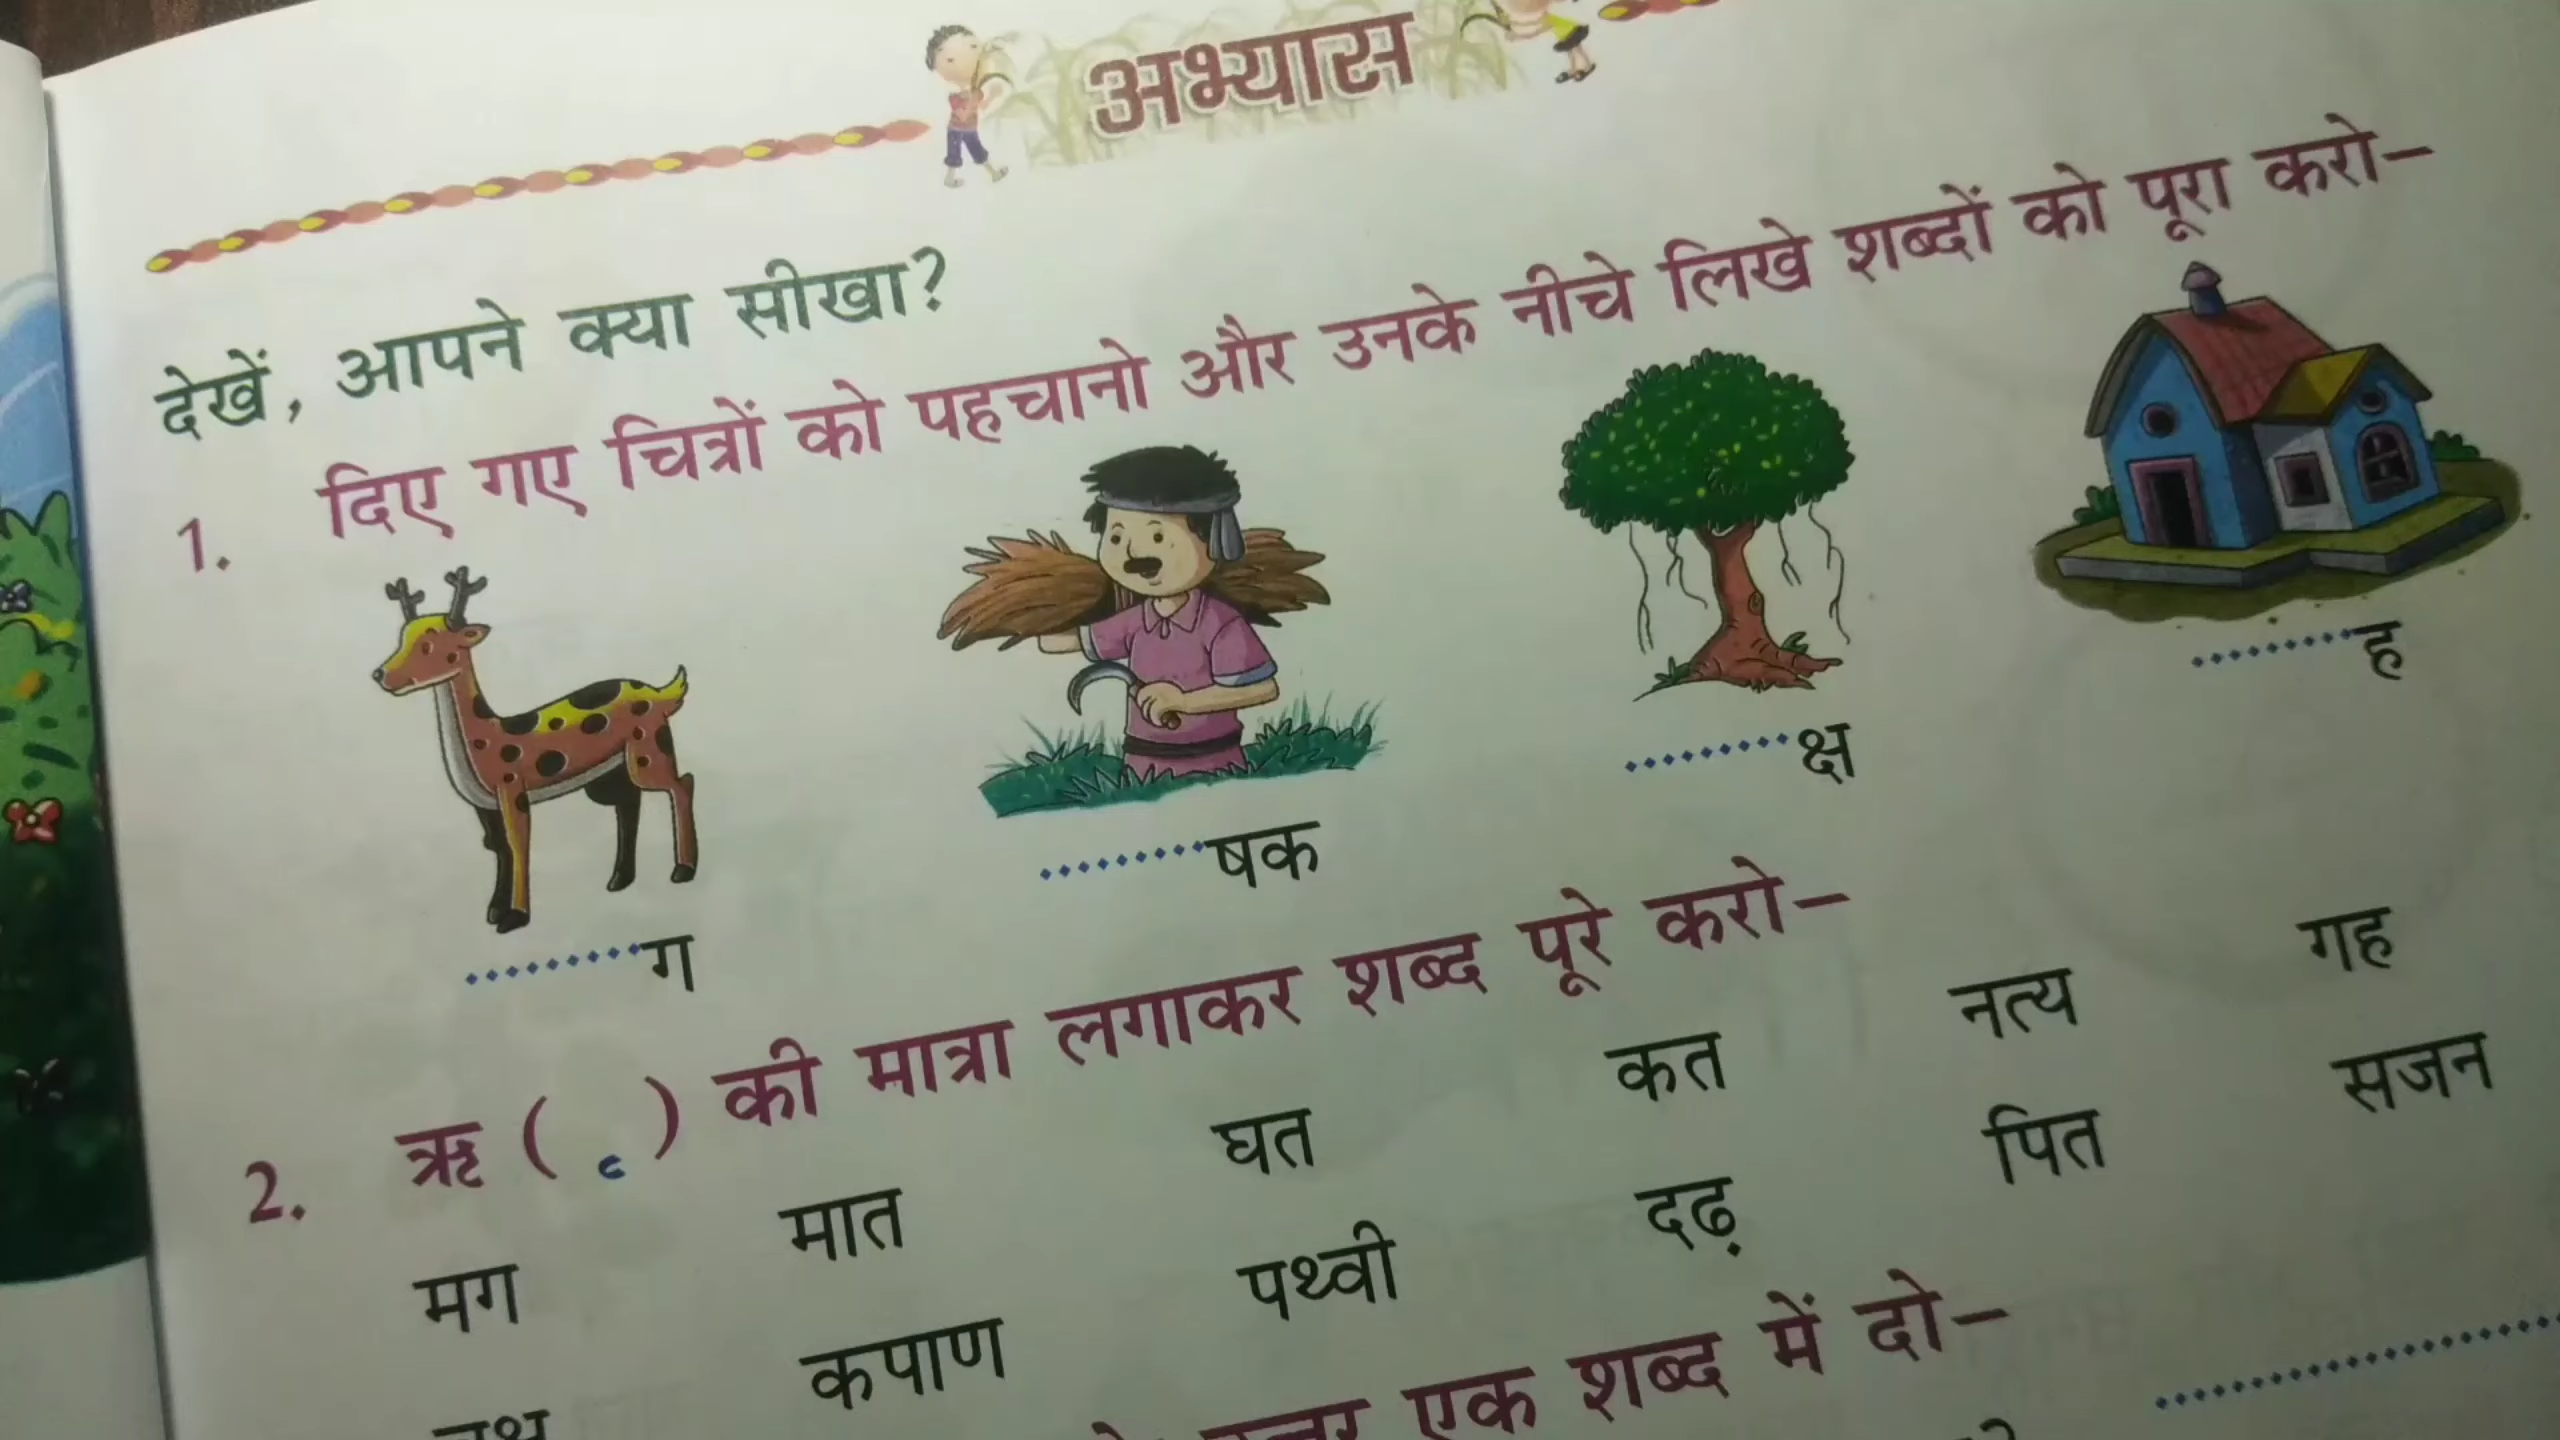 अभ्यास
देखें, आपने क्या सीखा?
1. दिए गए चित्रों को पहचानो और उनके नीचे लिखे शब्दों को पूरा करो–
.........ग .........षक .........क्ष .........ह
2. ऋ ( ृ ) की मात्रा लगाकर शब्द पूरे करो–
मग मात घत कत नत्य गह
कपाण पथ्वी दढ़ पित सजन
एक शब्द में दो–